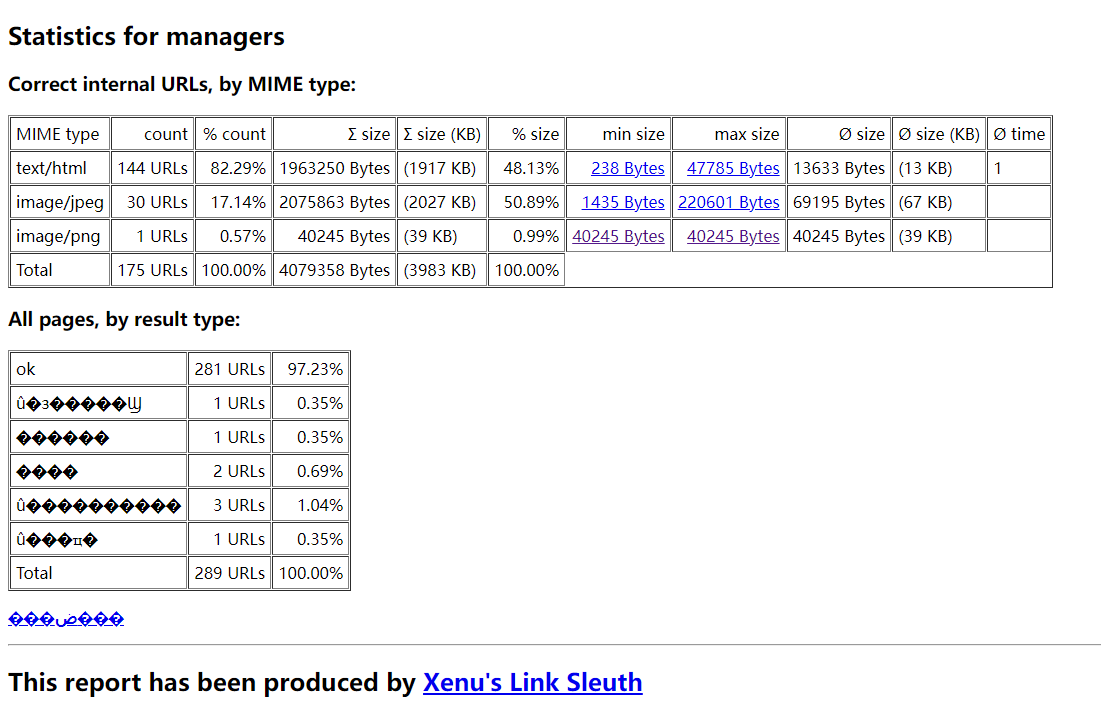 Statistics for managers
Correct internal URLs, by MIME type:
MIME type count % count Σ size Σ size (KB) % size min size max size Ø size Ø size (KB) Ø time
text/html 144 URLs 82.29% 1963250 Bytes (1917 KB) 48.13% 238 Bytes 47785 Bytes 13633 Bytes (13 KB) 1
image/jpeg 30 URLs 17.14% 2075863 Bytes (2027 KB) 50.89% 1435 Bytes 220601 Bytes 69195 Bytes (67 KB)
image/png 1 URLs 0.57% 40245 Bytes (39 KB) 0.99% 40245 Bytes 40245 Bytes 40245 Bytes (39 KB)
Total 175 URLs 100.00% 4079358 Bytes (3983 KB) 100.00%
All pages, by result type:
ok 281 URLs 97.23%
û�з�����Щ 1 URLs 0.35%
������ 1 URLs 0.35%
���� 2 URLs 0.69%
û���������� 3 URLs 1.04%
û���ҵ� 1 URLs 0.35%
Total 289 URLs 100.00%
���ض���
This report has been produced by Xenu's Link Sleuth